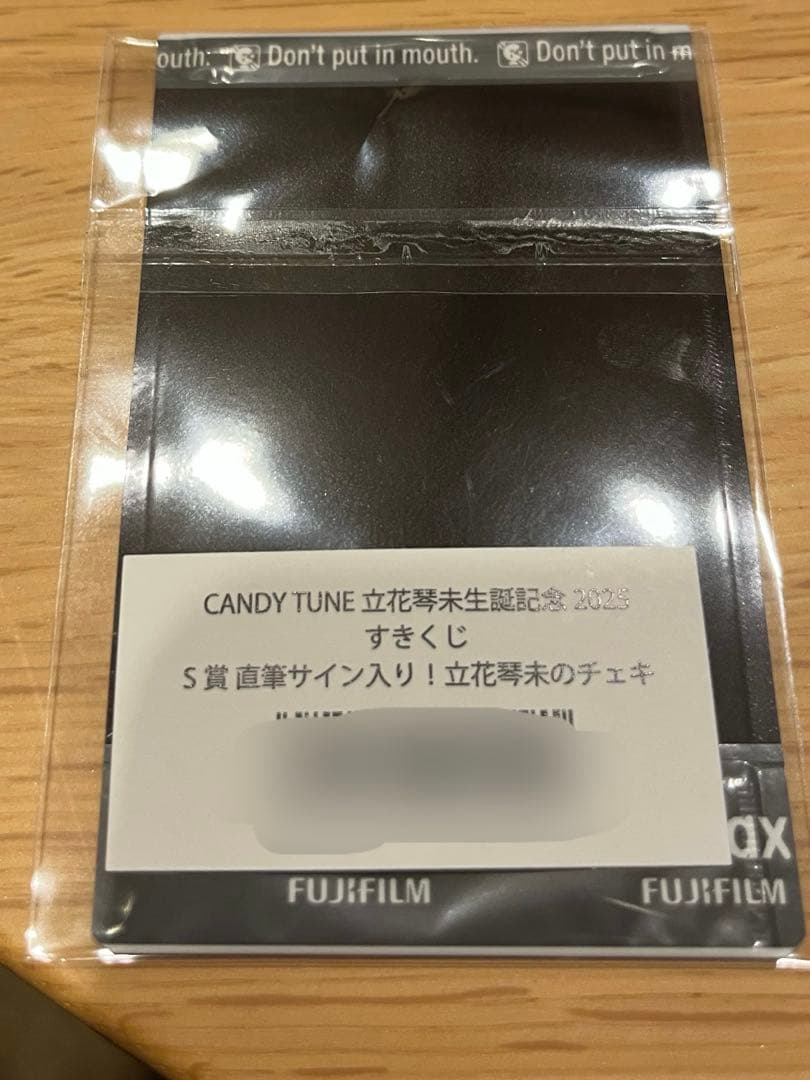 outh. Don't put in mouth. Don't put in m
CANDY TUNE 立花琴未生誕記念 2025
すきくじ
S 賞 直筆サイン入り！立花琴未のチェキ
ax
FUJIFILM FUJIFILM